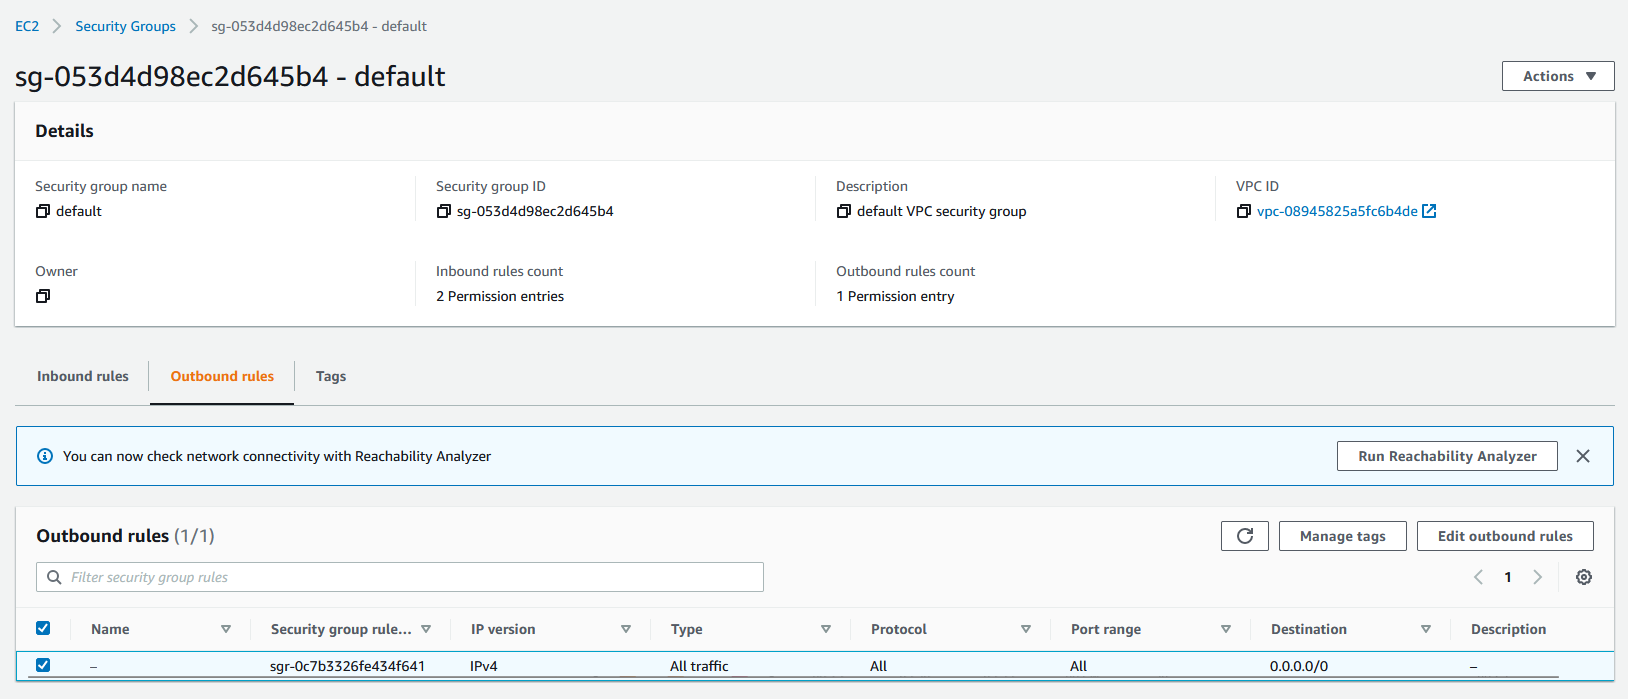 EC2 Security Groups sg-053d4d98ec2d645b4 - default
sg-053d4d98ec2d645b4 - default
Actions
Details
Security group name Security group ID Description VPC ID
default sg-053d4d98ec2d645b4 default VPC security group vpc-08945825a5fc6b4de
Owner Inbound rules count Outbound rules count
2 Permission entries 1 Permission entry
Inbound rules Outbound rules Tags
You can now check network connectivity with Reachability Analyzer Run Reachability Analyzer
Outbound rules (1/1) Manage tags Edit outbound rules
Filter security group rules 1
Name Security group rule... IP version Type Protocol Port range Destination Description
– sgr-0c7b3326fe434f641 IPv4 All traffic All All 0.0.0.0/0 –